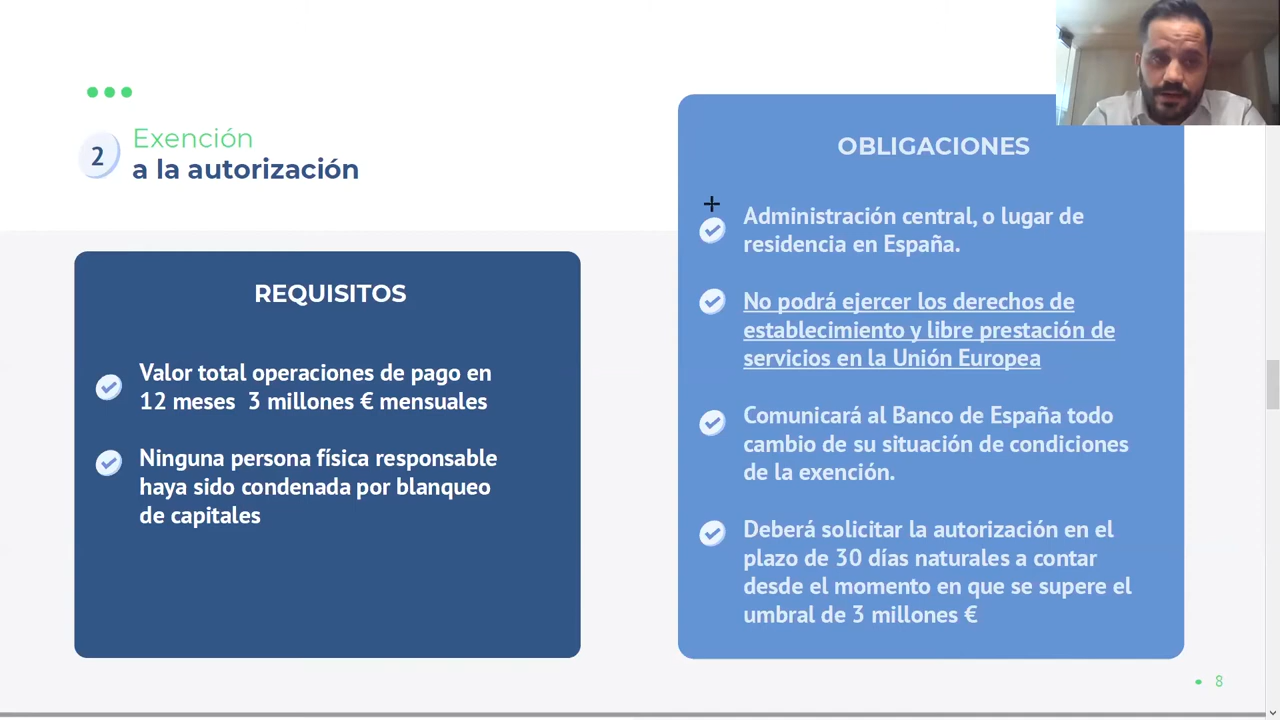 2
Exención
a la autorización
REQUISITOS
Valor total operaciones de pago en
12 meses 3 millones € mensuales
Ninguna persona física responsable
haya sido condenada por blanqueo
de capitales
OBLIGACIONES
Administración central, o lugar de
residencia en España.
No podrá ejercer los derechos de
establecimiento y libre prestación de
servicios en la Unión Europea
Comunicará al Banco de España todo
cambio de su situación de condiciones
de la exención.
Deberá solicitar la autorización en el
plazo de 30 días naturales a contar
desde el momento en que se supere el
umbral de 3 millones €
8